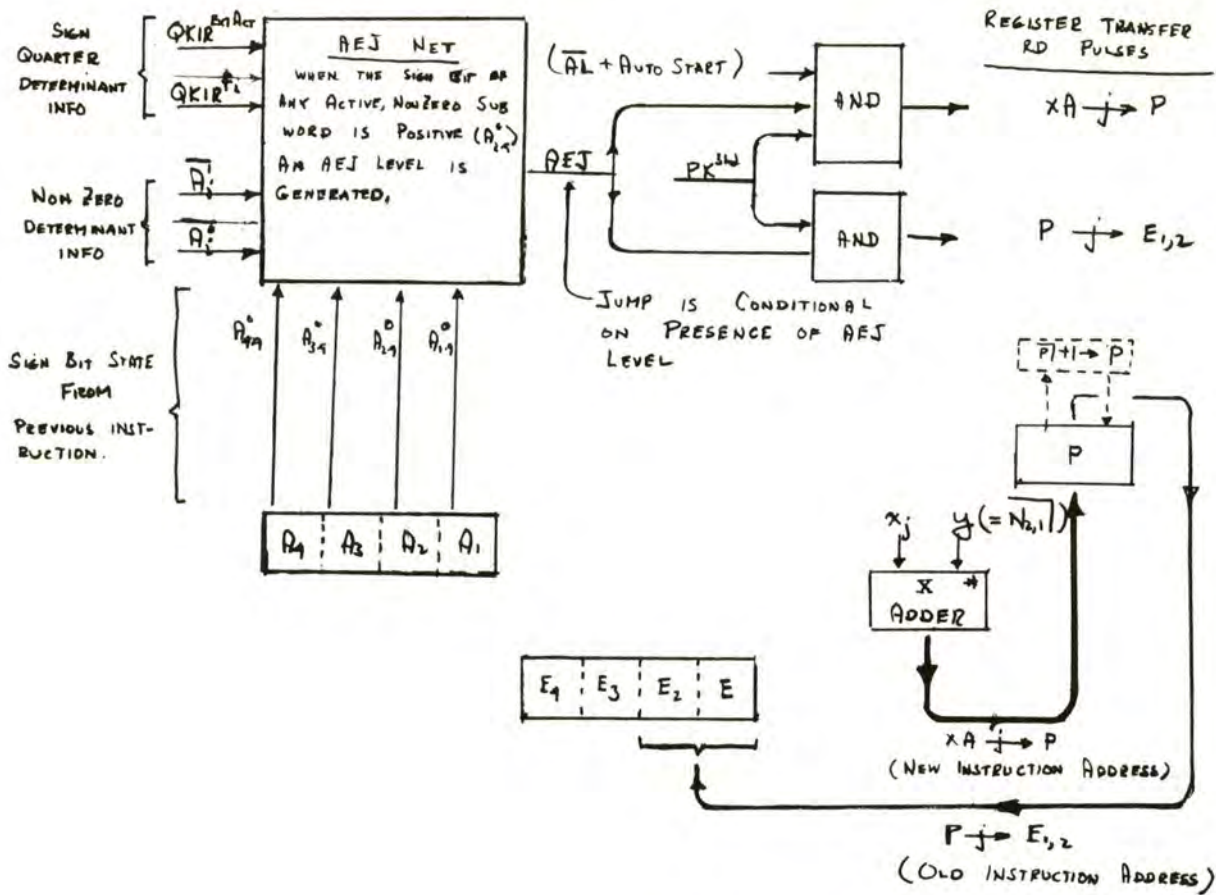 SIGN
QUARTER
DETERMINANT
INFO
QKIR
QKIR
NON ZERO
DETERMINANT
INFO
AEJ NET
WHEN THE SIGN BIT OF
ANY ACTIVE, NONZERO SUB
WORD IS POSITIVE
AN AEJ LEVEL IS
GENERATED.
AEJ
(AL + AUTO START)
PK
AND
AND
REGISTER TRANSFER
RD PULSES
xA j→ P
P j→ E1,2
JUMP IS CONDITIONAL
ON PRESENCE OF AEJ
LEVEL
SIGN BIT STATE
FROM
PREVIOUS INST-
RUCTION.
A4 A3 A2 A1
P
xj
y(=N2,1)
X
ADDER
E4 E3 E2 E
xA j→ P
(NEW INSTRUCTION ADDRESS)
P j→ E1,2
(OLD INSTRUCTION ADDRESS)